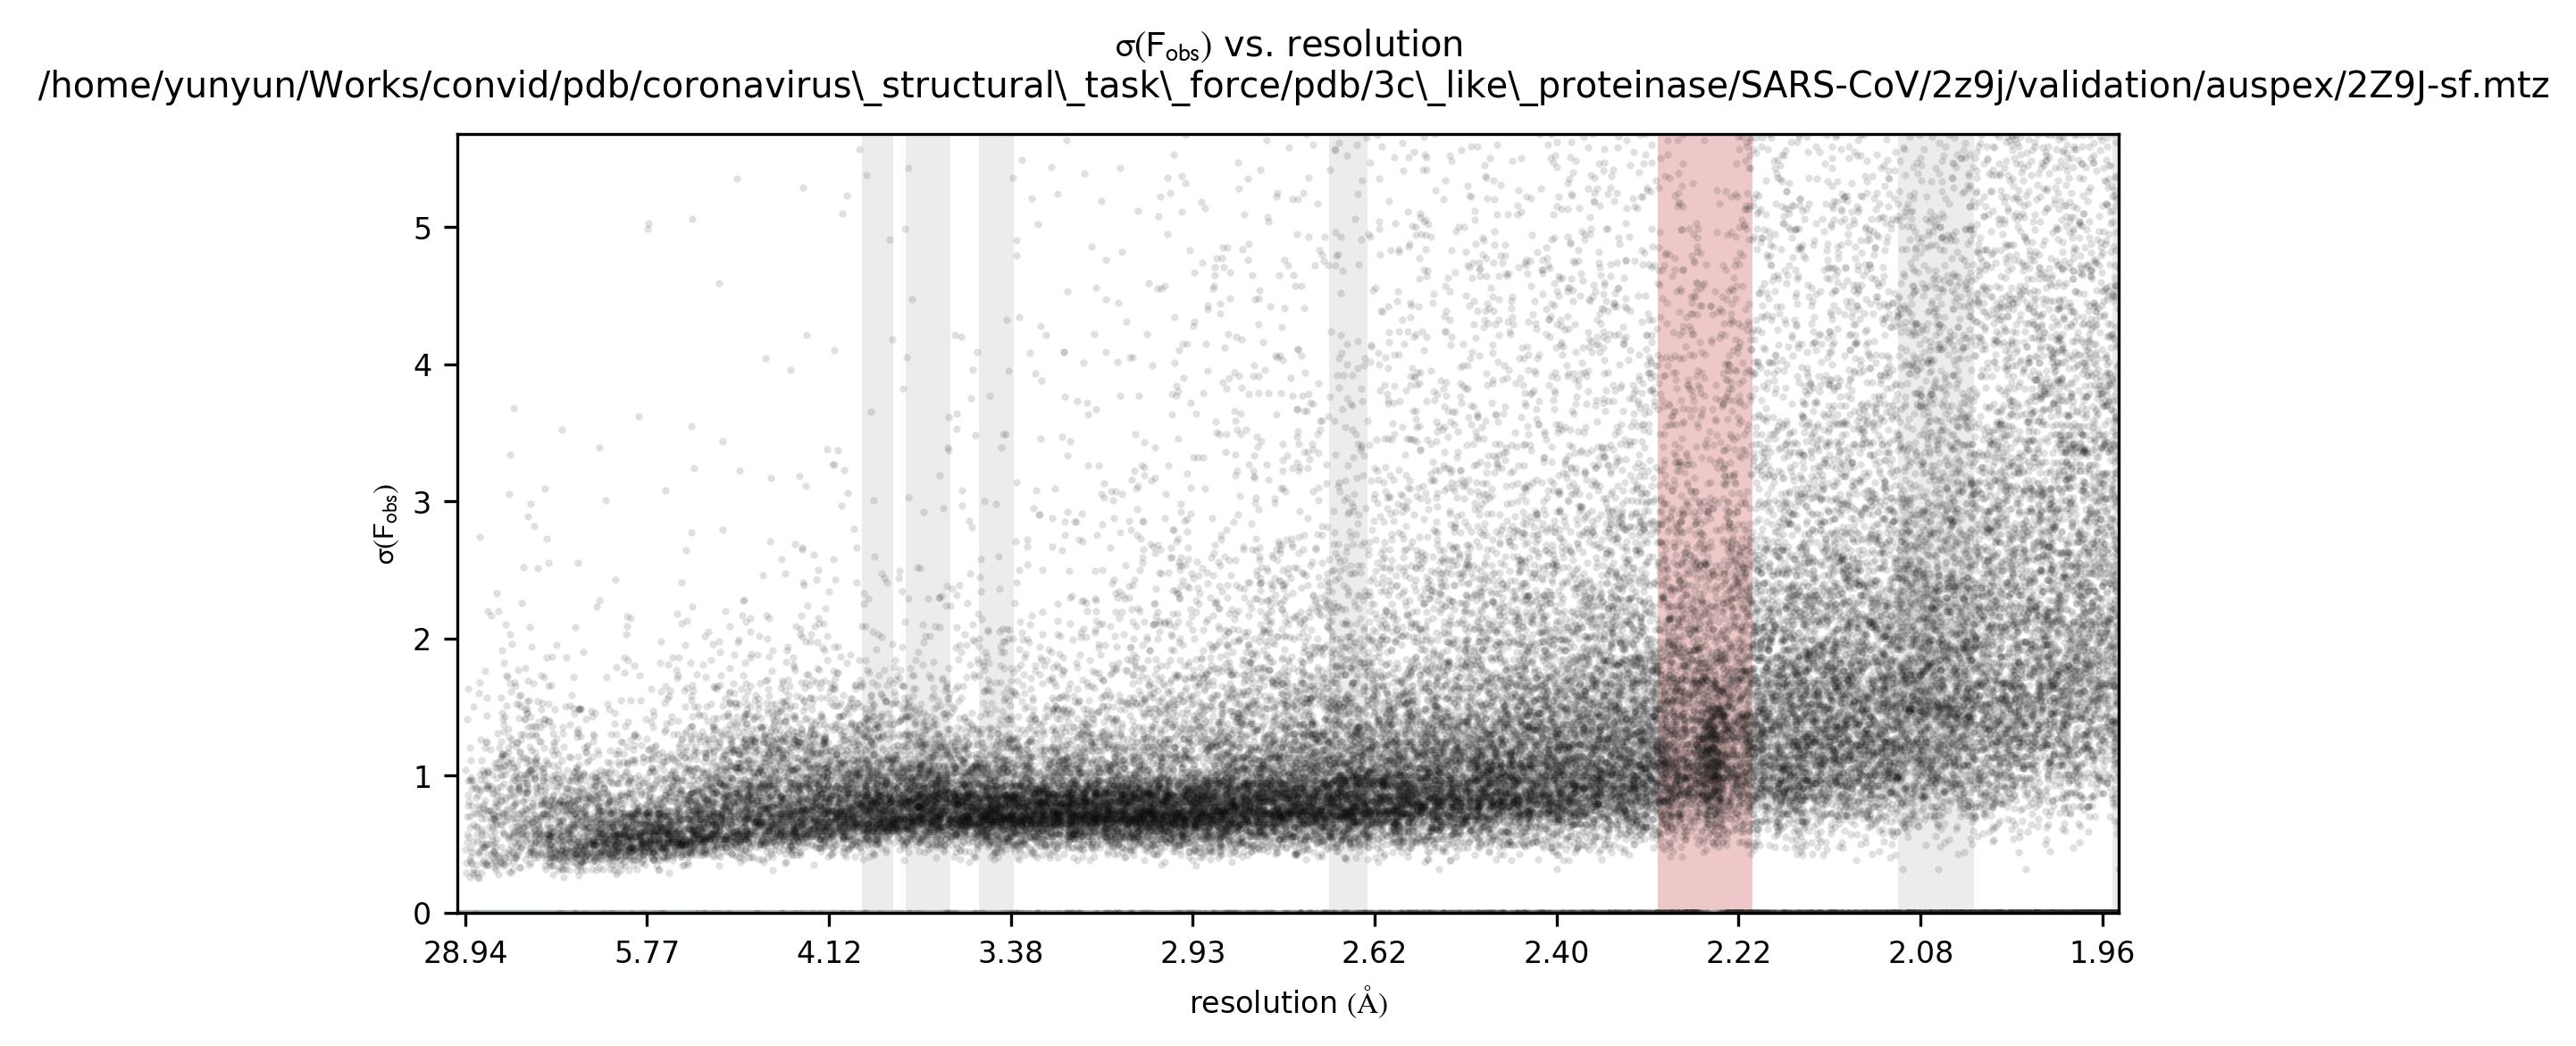 σ(Fobs) vs. resolution
/home/yunyun/Works/convid/pdb/coronavirus\_structural\_task\_force/pdb/3c\_like\_proteinase/SARS-CoV/2z9j/validation/auspex/2Z9J-sf.mtz
5
4
3
2
1
0
σ(Fobs)
28.94 5.77 4.12 3.38 2.93 2.62 2.40 2.22 2.08 1.96
resolution (Å)